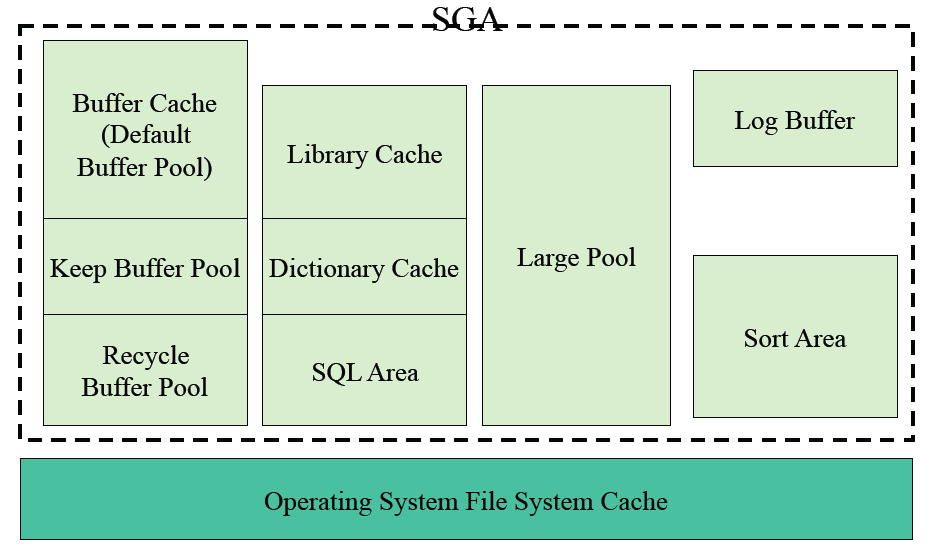 SGA
Buffer Cache
(Default
Buffer Pool)
Keep Buffer Pool
Recycle
Buffer Pool
Library Cache
Dictionary Cache
SQL Area
Large Pool
Log Buffer
Sort Area
Operating System File System Cache